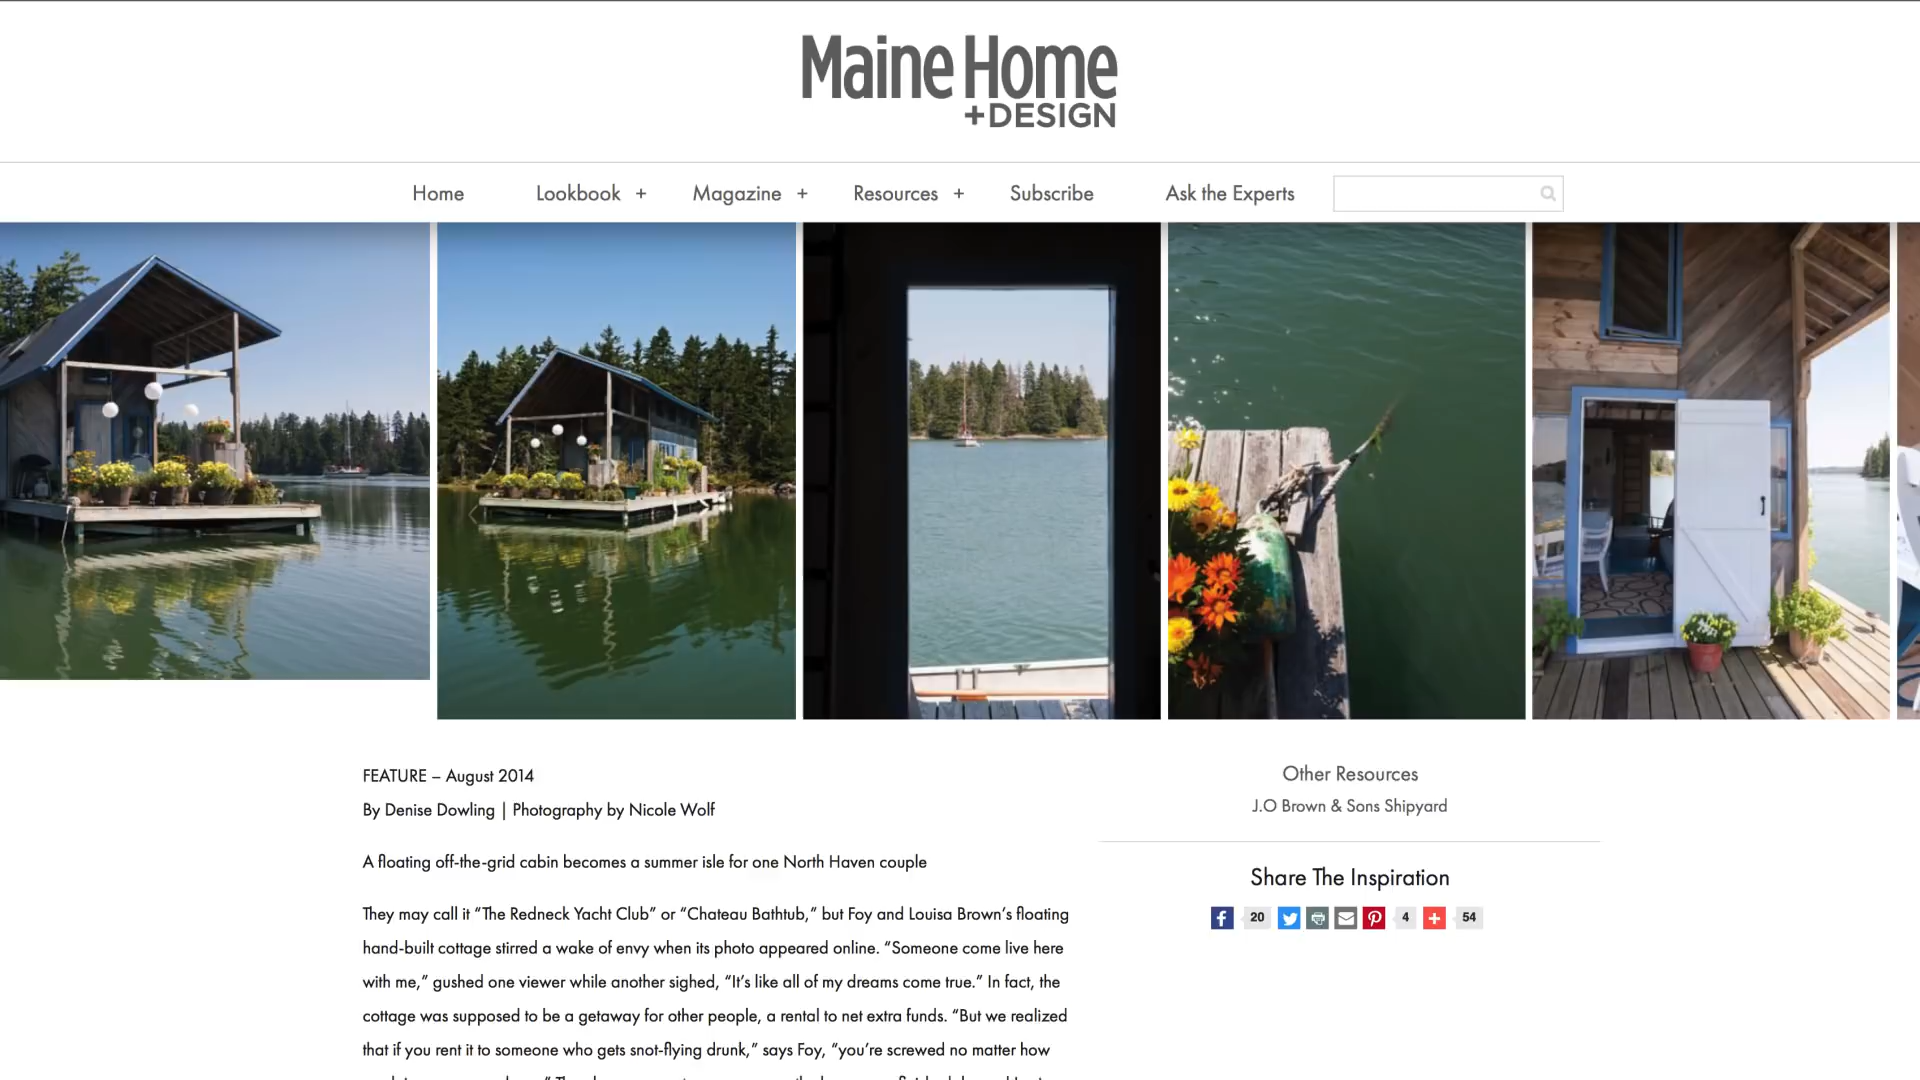 Maine Home
+DESIGN
Home
Lookbook +
Magazine +
Resources +
Subscribe
Ask the Experts
FEATURE – August 2014
By Denise Dowling | Photography by Nicole Wolf
A floating off-the-grid cabin becomes a summer isle for one North Haven couple
They may call it “The Redneck Yacht Club” or “Chateau Bathtub,” but Foy and Louisa Brown’s floating
hand-built cottage stirred a wake of envy when its photo appeared online. “Someone come live here
with me,” gushed one viewer while another sighed, “It’s like all of my dreams come true.” In fact, the
cottage was supposed to be a getaway for other people, a rental to net extra funds. “But we realized
that if you rent it to someone who gets snot-flying drunk,” says Foy, “you’re screwed no matter how
Other Resources
J.O Brown & Sons Shipyard
Share The Inspiration
20
4
54